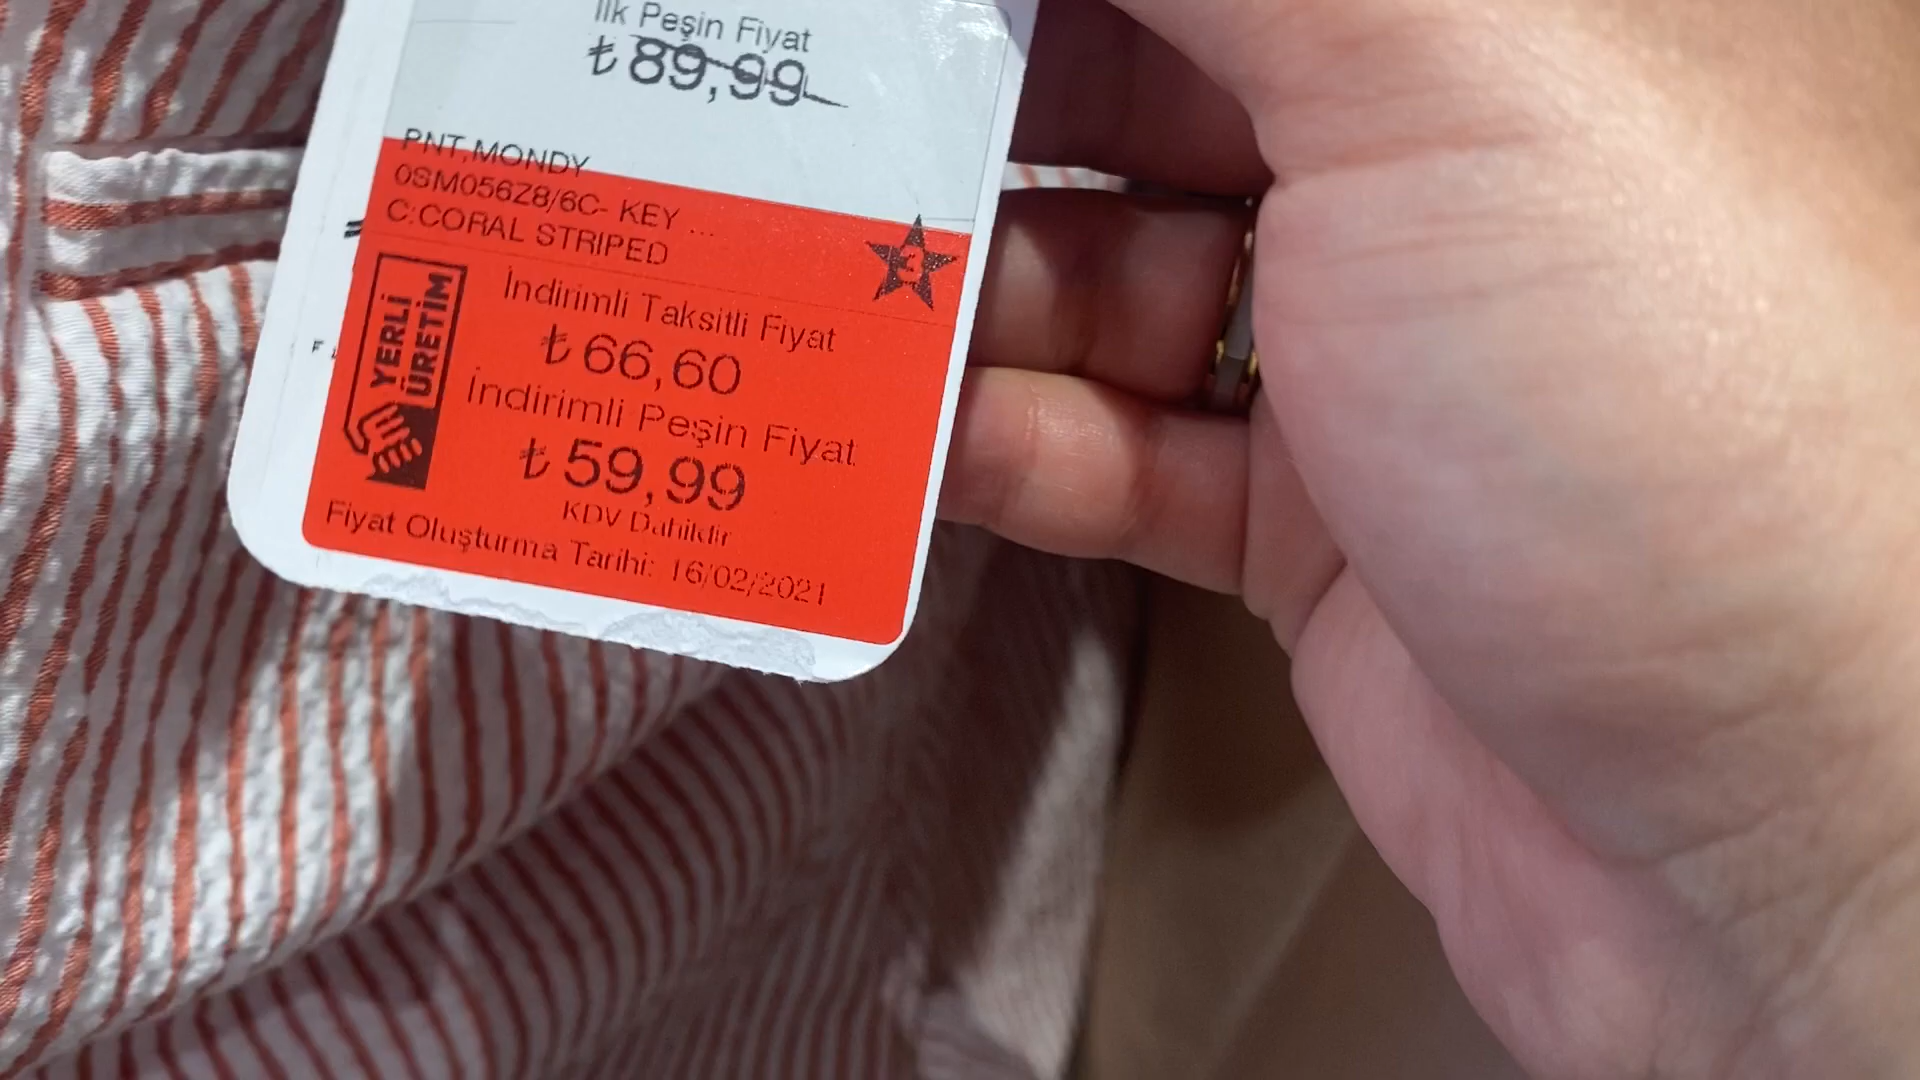 İlk Peşin Fiyat
₺ 89,99
PNT,MONDY
0SM056Z8/6C- KEY ...
C:CORAL STRIPED
3
YERLİ
ÜRETİM
İndirimli Taksitli Fiyat
₺ 66,60
İndirimli Peşin Fiyat
₺ 59,99
KDV Dahildir
Fiyat Oluşturma Tarihi: 16/02/2021